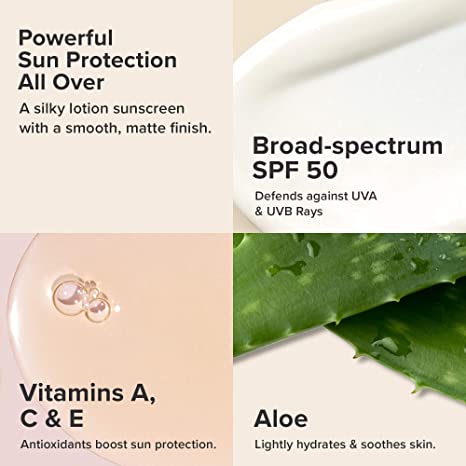 Powerful
Sun Protection
All Over
A silky lotion sunscreen
with a smooth, matte finish.
Broad-spectrum
SPF 50
Defends against UVA
& UVB Rays
Vitamins A,
C & E
Antioxidants boost sun protection.
Aloe
Lightly hydrates & soothes skin.